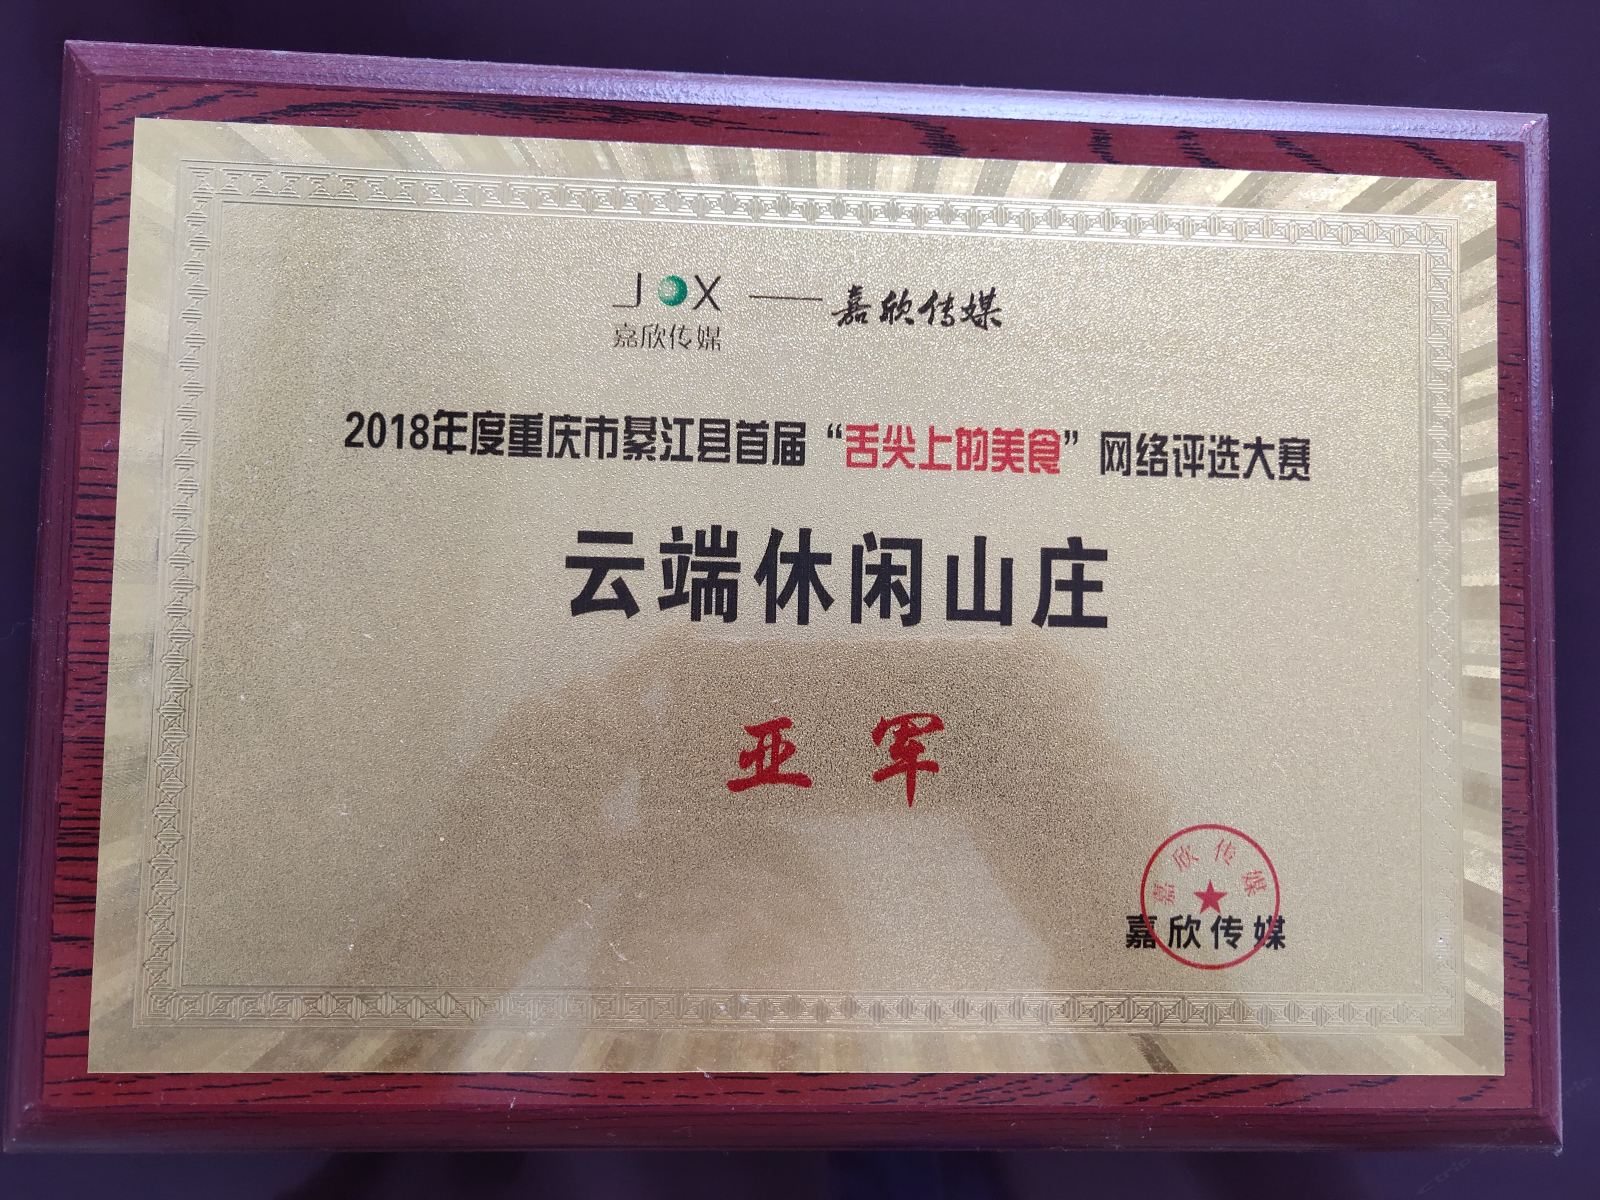 JOX —— 嘉欣传媒
嘉欣传媒
2018年度重庆市綦江县首届“舌尖上的美食”网络评选大赛
云端休闲山庄
亚军
嘉欣传媒
嘉欣传媒